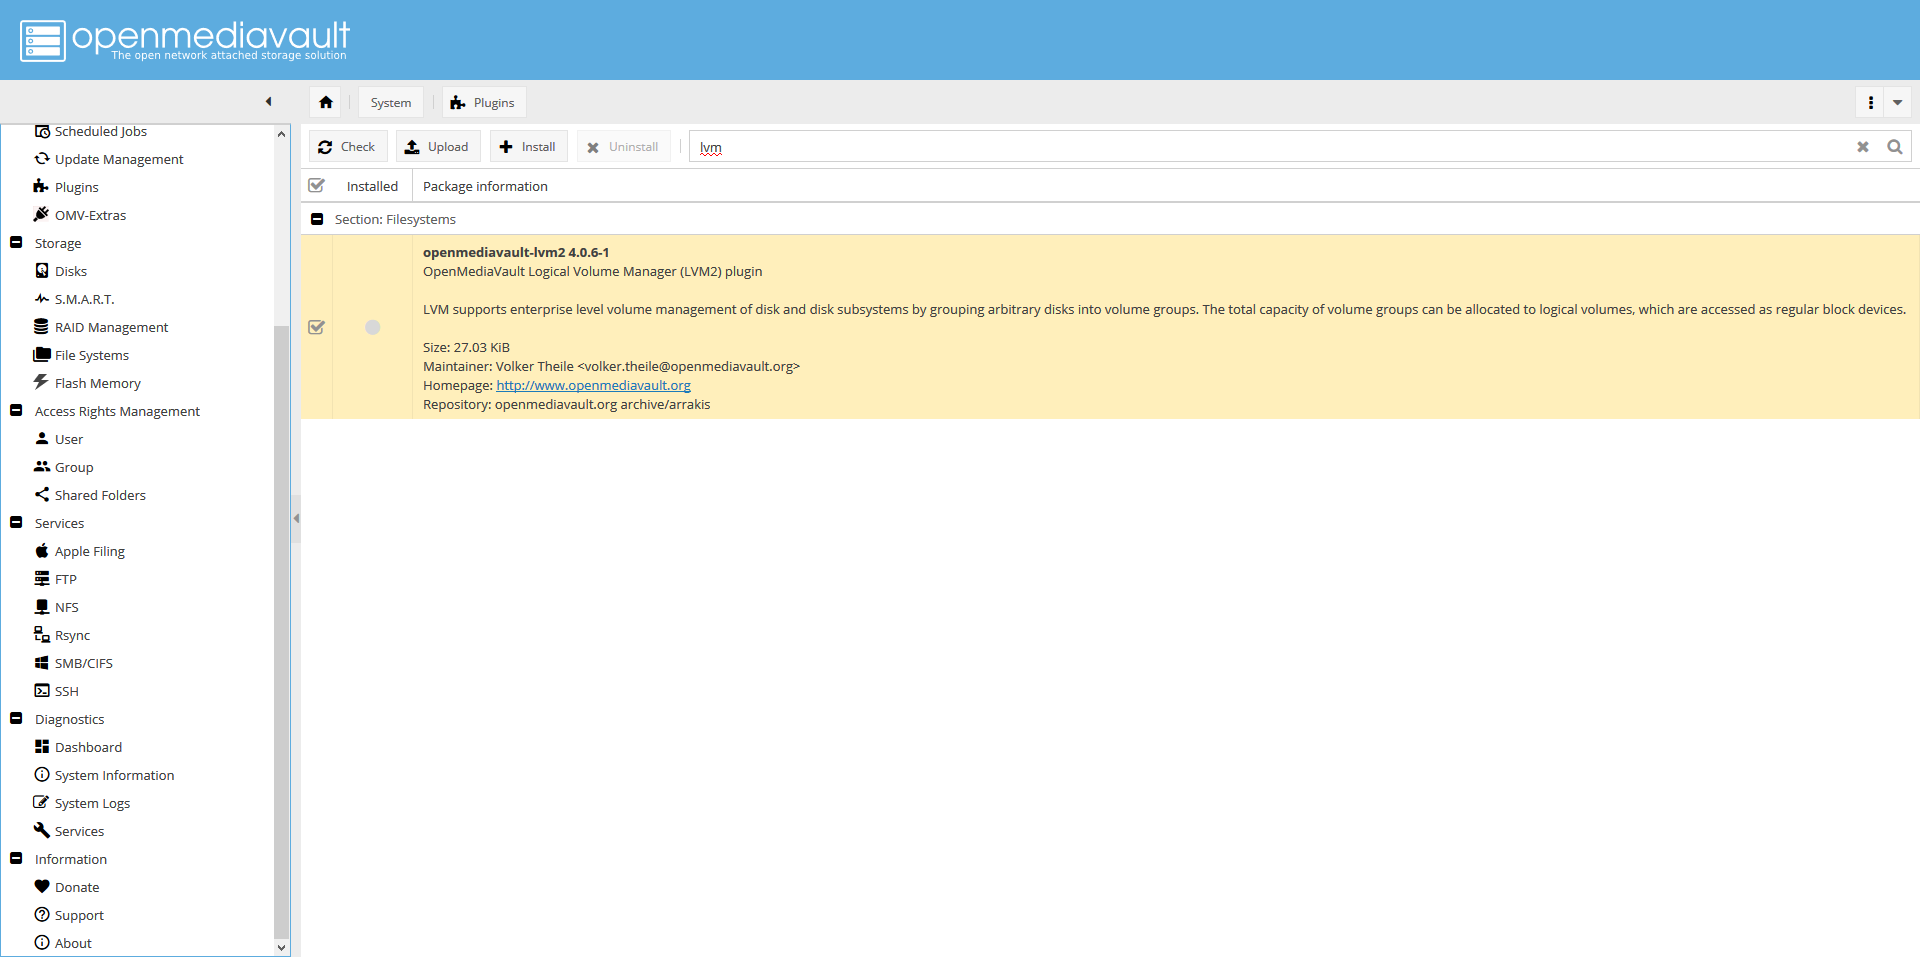 openmediavault
The open network attached storage solution
System
Plugins
Scheduled Jobs
Update Management
Plugins
OMV-Extras
Storage
Disks
S.M.A.R.T.
RAID Management
File Systems
Flash Memory
Access Rights Management
User
Group
Shared Folders
Services
Apple Filing
FTP
NFS
Rsync
SMB/CIFS
SSH
Diagnostics
Dashboard
System Information
System Logs
Services
Information
Donate
Support
About
Check
Upload
Install
Uninstall
lvm
Installed
Package information
Section: Filesystems
openmediavault-lvm2 4.0.6-1
OpenMediaVault Logical Volume Manager (LVM2) plugin
LVM supports enterprise level volume management of disk and disk subsystems by grouping arbitrary disks into volume groups. The total capacity of volume groups can be allocated to logical volumes, which are accessed as regular block devices.
Size: 27.03 KiB
Maintainer: Volker Theile <volker.theile@openmediavault.org>
Homepage: http://www.openmediavault.org
Repository: openmediavault.org archive/arrakis